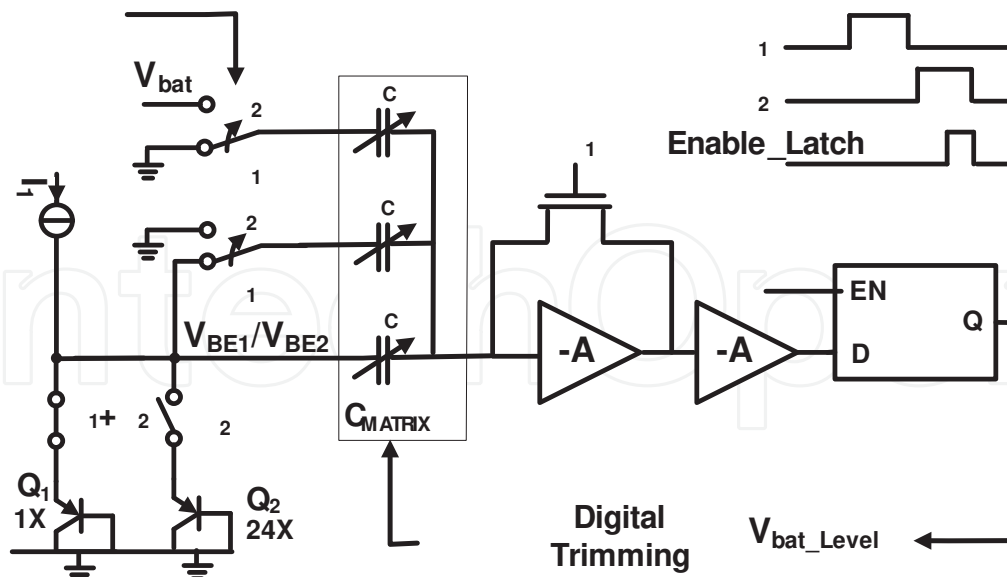 V_bat
2
1
C
I_1
2
1
C
V_BE1/V_BE2
C
C_MATRIX
1+
2
2
Q_1
1X
Q_2
24X
1
-A
-A
1
2
Enable_Latch
EN
Q
D
Digital
Trimming
V_bat_Level